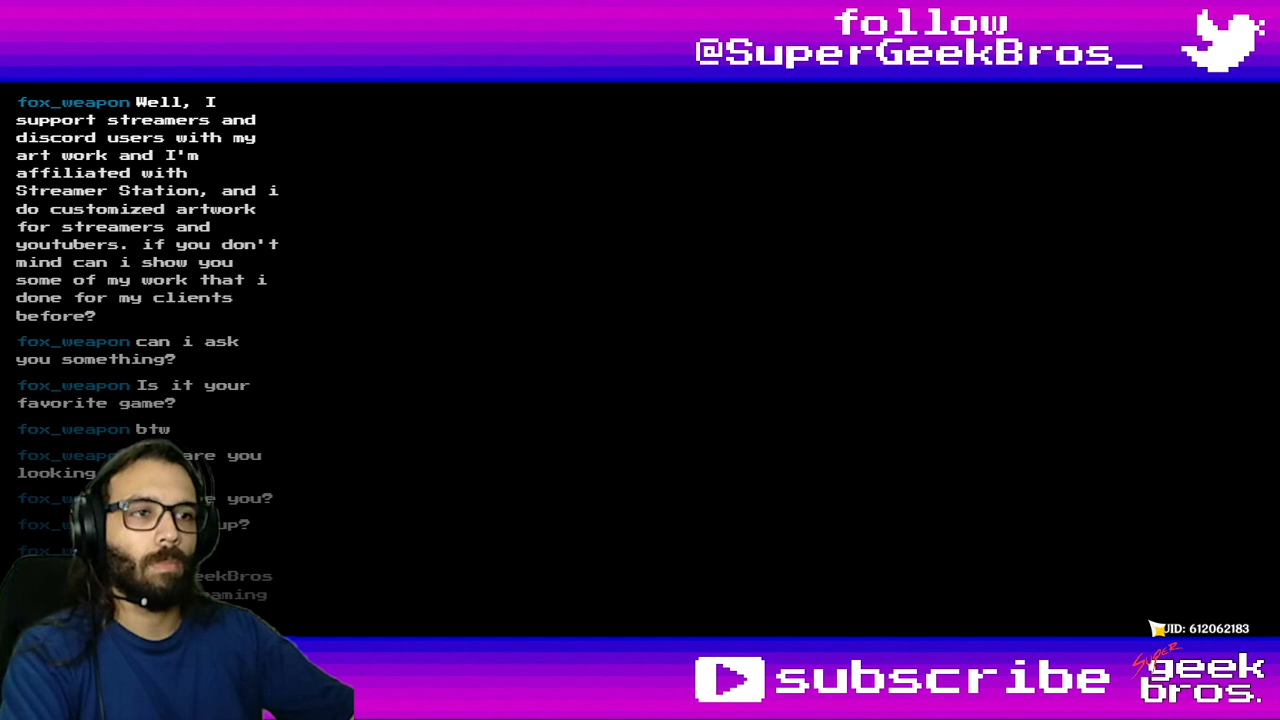 follow
@SuperGeekBros_
fox_weapon Well, I
support streamers and
discord users with my
art work and I'm
affiliated with
Streamer Station, and i
do customized artwork
for streamers and
youtubers. if you don't
mind can i show you
some of my work that i
done for my clients
before?
fox_weapon can i ask
you something?
fox_weapon Is it your
favorite game?
fox_weapon btw
are you
looking
you?
up?
geekBros
UID: 612062183
subscribe
SUPER
geek
bros.